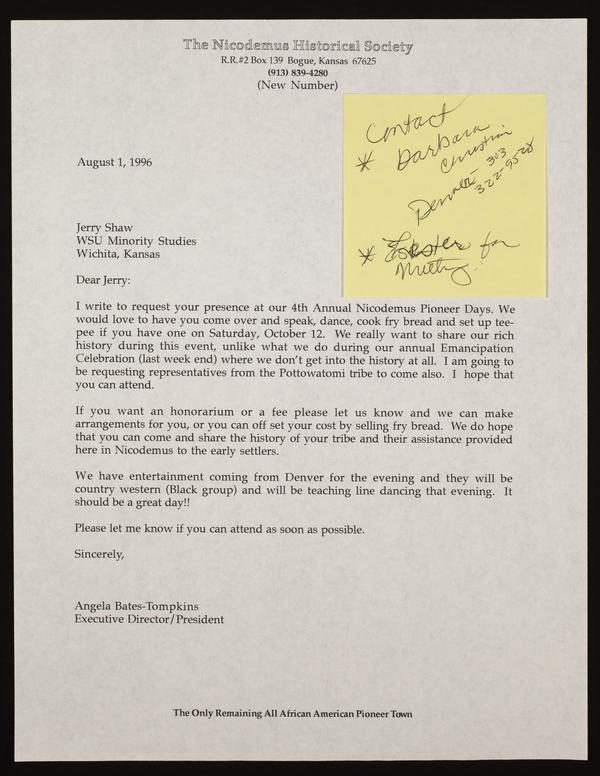 The Nicodemus Historical Society
R.R.#2 Box 139 Bogue, Kansas 67625
(913) 839-4280
(New Number)
Contact
* Barbara
Christian
Denver 303
322-9528
* for
Meeting.
August 1, 1996
Jerry Shaw
WSU Minority Studies
Wichita, Kansas
Dear Jerry:
I write to request your presence at our 4th Annual Nicodemus Pioneer Days. We
would love to have you come over and speak, dance, cook fry bread and set up tee-
pee if you have one on Saturday, October 12. We really want to share our rich
history during this event, unlike what we do during our annual Emancipation
Celebration (last week end) where we don't get into the history at all. I am going to
be requesting representatives from the Pottowatomi tribe to come also. I hope that
you can attend.
If you want an honorarium or a fee please let us know and we can make
arrangements for you, or you can off set your cost by selling fry bread. We do hope
that you can come and share the history of your tribe and their assistance provided
here in Nicodemus to the early settlers.
We have entertainment coming from Denver for the evening and they will be
country western (Black group) and will be teaching line dancing that evening. It
should be a great day!!
Please let me know if you can attend as soon as possible.
Sincerely,
Angela Bates-Tompkins
Executive Director/President
The Only Remaining All African American Pioneer Town